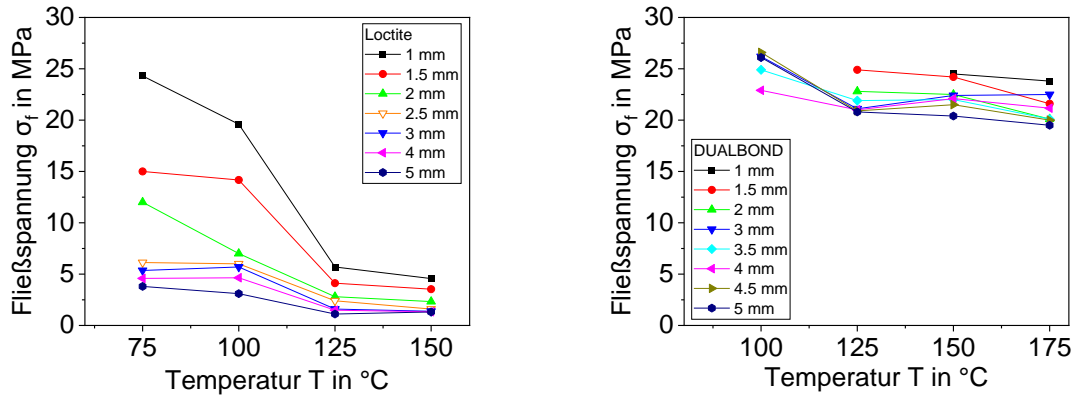 Fließspannung σf in MPa
30
25
20
15
10
5
0
Loctite
1 mm
1.5 mm
2 mm
2.5 mm
3 mm
4 mm
5 mm
75 100 125 150
Temperatur T in °C
Fließspannung σf in MPa
30
25
20
15
10
5
0
DUALBOND
1 mm
1.5 mm
2 mm
3 mm
3.5 mm
4 mm
4.5 mm
5 mm
100 125 150 175
Temperatur T in °C